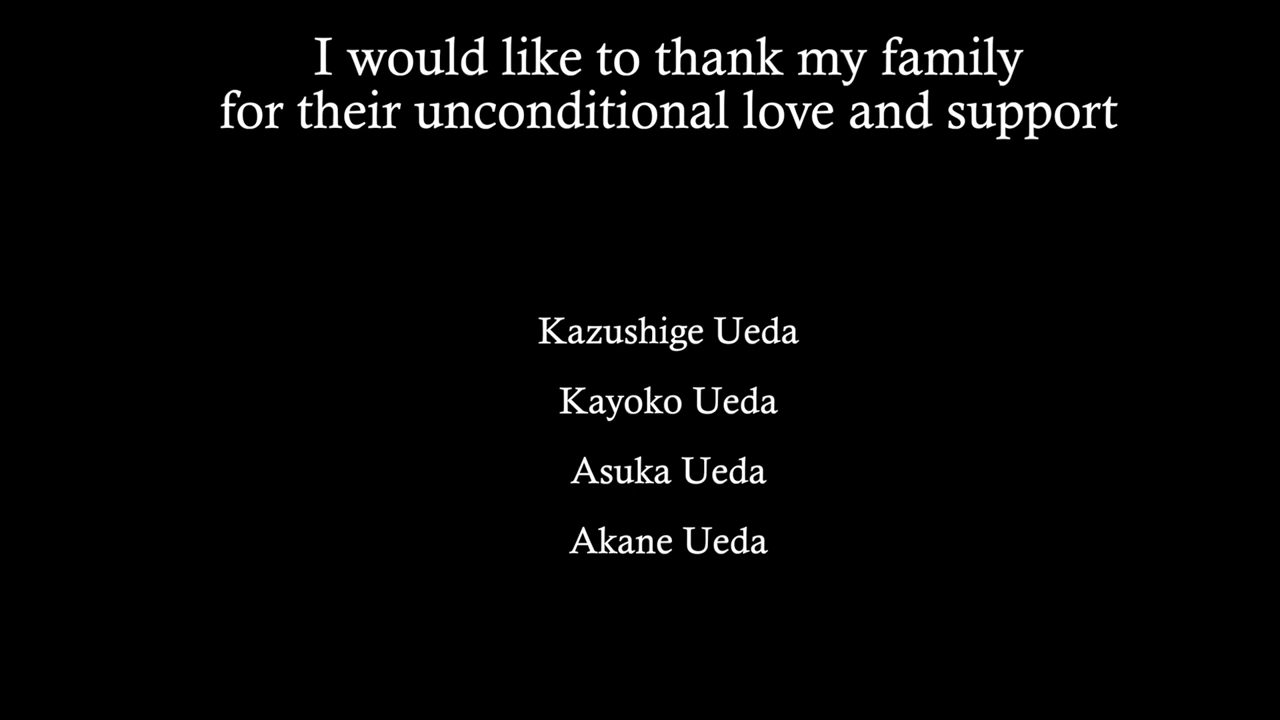 I would like to thank my family
for their unconditional love and support
Kazushige Ueda
Kayoko Ueda
Asuka Ueda
Akane Ueda